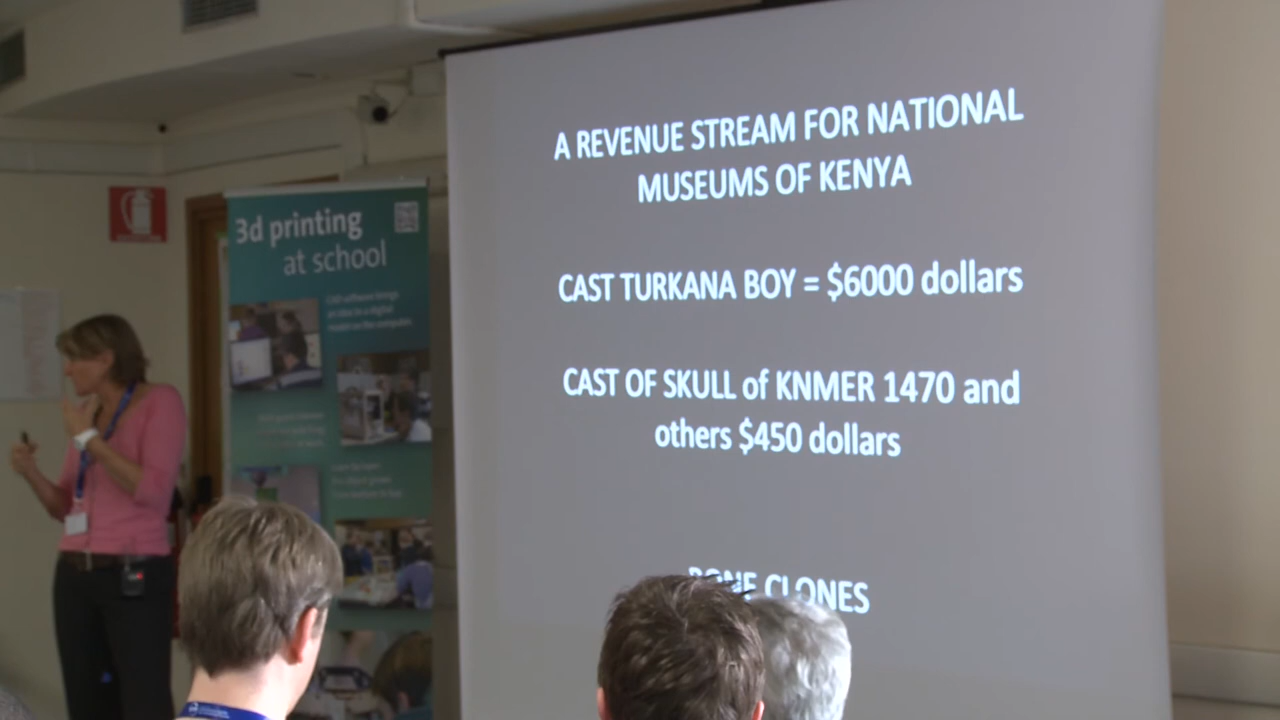 A REVENUE STREAM FOR NATIONAL
MUSEUMS OF KENYA
CAST TURKANA BOY = $6000 dollars
CAST OF SKULL of KNMER 1470 and
others $450 dollars
BONE CLONES
3d printing
at school